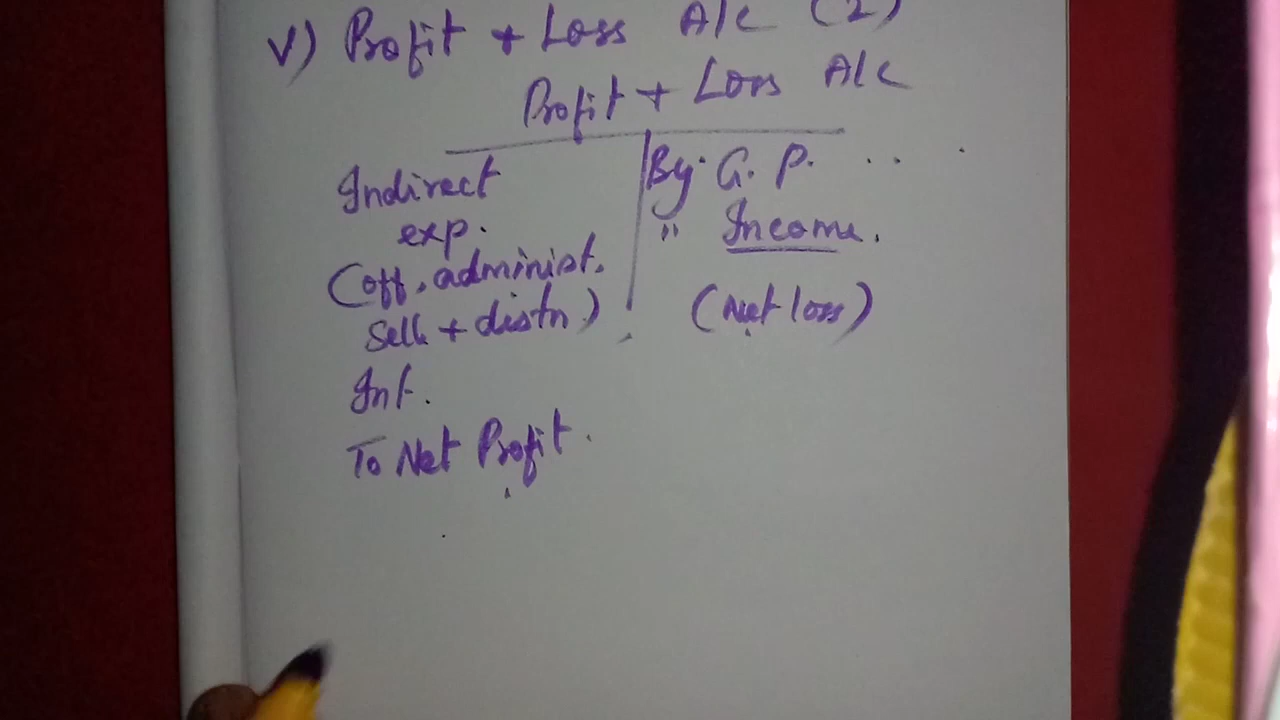 V) Profit + Loss A/c (2)
Profit + Loss A/c
Indirect
exp.
(off, administ.
Sell + distn)
Int.
To Net Profit.
By G. P. ..
" Income.
(Net loss)